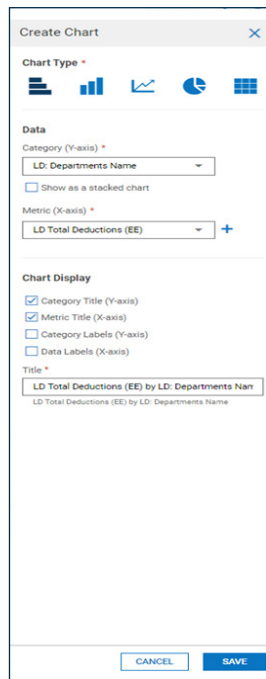 Create Chart
Chart Type *
Data
Category (Y-axis) *
LD: Departments Name
Show as a stacked chart
Metric (X-axis) *
LD Total Deductions (EE)
Chart Display
Category Title (Y-axis)
Metric Title (X-axis)
Category Labels (Y-axis)
Data Labels (X-axis)
Title *
LD Total Deductions (EE) by LD: Departments Nam
LD Total Deductions (EE) by LD: Departments Name
CANCEL SAVE